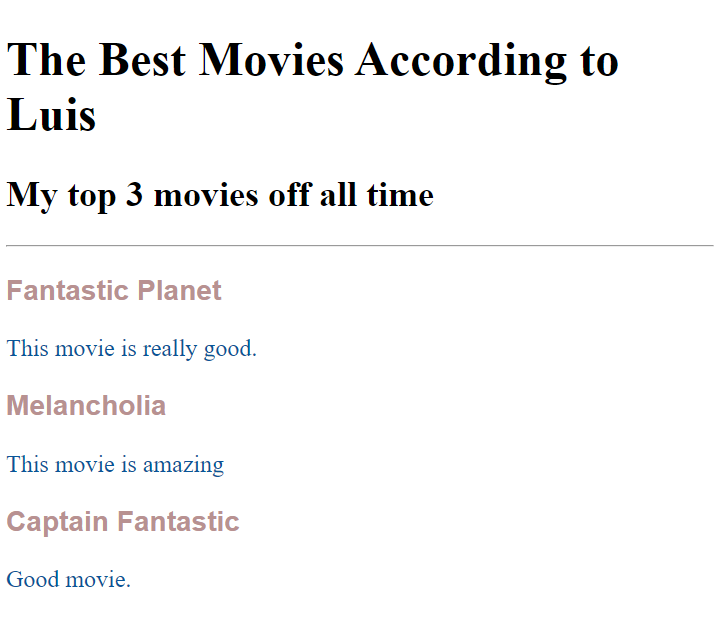 The Best Movies According to
Luis
My top 3 movies off all time
Fantastic Planet
This movie is really good.
Melancholia
This movie is amazing
Captain Fantastic
Good movie.